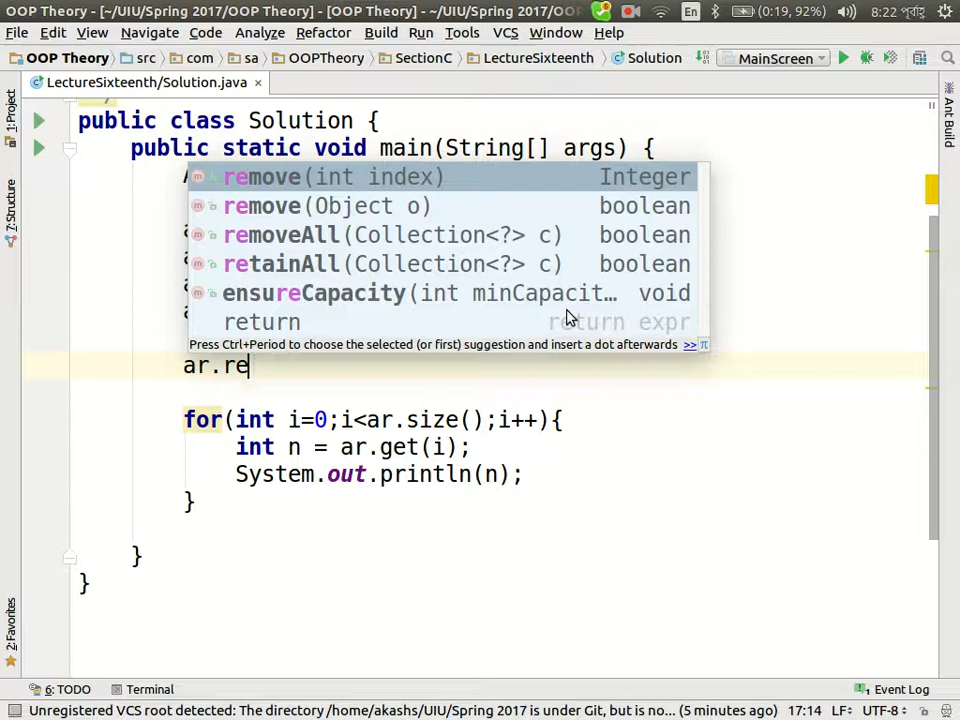 OOP Theory - [~/UIU/Spring 2017/OOP Theory] - [OOP Theory] - ~/UIU/Spring 2017/OO En (0:19, 92%) 8:22
File Edit View Navigate Code Analyze Refactor Build Run Tools VCS Window Help
OOP Theory src com sa OOPTheory SectionC LectureSixteenth Solution MainScreen
LectureSixteenth/Solution.java ×
1: Project
7: Structure
2: Favorites
Ant Build
public class Solution {
public static void main(String[] args) {
remove(int index) Integer
remove(Object o) boolean
removeAll(Collection<?> c) boolean
retainAll(Collection<?> c) boolean
ensureCapacity(int minCapacit… void
return return expr
Press Ctrl+Period to choose the selected (or first) suggestion and insert a dot afterwards >> π
ar.re
for(int i=0;i<ar.size();i++){
int n = ar.get(i);
System.out.println(n);
}
}
}
6: TODO Terminal Event Log
Unregistered VCS root detected: The directory /home/akashs/UIU/Spring 2017 is under Git, but is no... (5 minutes ago) 17:14 LF÷ UTF-8÷